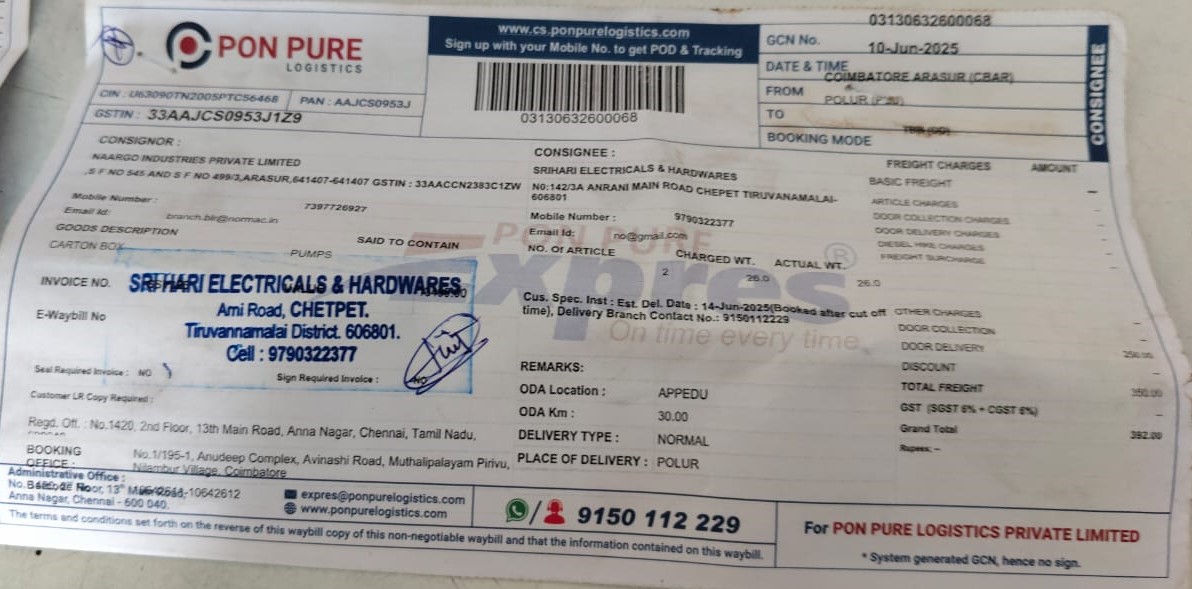 PON PURE
LOGISTICS
www.cs.ponpurelogistics.com
Sign up with your Mobile No. to get POD & Tracking
03130632600068
03130632600068
GCN No.
10-Jun-2025
DATE & TIME
COIMBATORE ARASUR (CBAR)
FROM
POLUR
TO
BOOKING MODE
CONSIGNEE
CIN : U63090TN2005PTC56468
PAN : AAJCS0953J
GSTIN : 33AAJCS0953J1Z9
CONSIGNOR :
NAARGO INDUSTRIES PRIVATE LIMITED
,S F NO 545 AND S F NO 499/3,ARASUR,641407-641407 GSTIN : 33AACCN2383C1ZW
Mobile Number :
7397726927
Email Id:
branch.blr@normac.in
GOODS DESCRIPTION
SAID TO CONTAIN
CARTON BOX
PUMPS
INVOICE NO.
E-Waybill No
SRI HARI ELECTRICALS & HARDWARES
Arni Road, CHETPET.
Tiruvannamalai District. 606801.
Cell : 9790322377
Seal Required Invoice : NO
Sign Required Invoice :
NO
Customer LR Copy Required :
CONSIGNEE :
SRIHARI ELECTRICALS & HARDWARES
N0:142/3A ANRANI MAIN ROAD CHEPET TIRUVANAMALAI-
606801
Mobile Number :
9790322377
Email Id:
no@gmail.com
NO. OF ARTICLE
CHARGED WT.
ACTUAL WT.
2
26.0
26.0
PON PURE
Expres
®
On time every time
Cus. Spec. Inst : Est. Del. Date : 14-Jun-2025(Booked after cut off
time), Delivery Branch Contact No.: 9150112229
REMARKS:
ODA Location :
APPEDU
ODA Km :
30.00
DELIVERY TYPE :
NORMAL
PLACE OF DELIVERY :
POLUR
FREIGHT CHARGES
AMOUNT
BASIC FREIGHT
ARTICLE CHARGES
DOOR COLLECTION CHARGES
DOOR DELIVERY CHARGES
DIESEL HIKE CHARGES
FREIGHT SURCHARGE
OTHER CHARGES
DOOR COLLECTION
DOOR DELIVERY
250.00
DISCOUNT
TOTAL FREIGHT
350.00
GST (SGST 6% + CGST 6%)
Grand Total
392.00
Rupees: –
Regd. Off. : No.1420, 2nd Floor, 13th Main Road, Anna Nagar, Chennai, Tamil Nadu,
BOOKING
OFFICE :
No.1/195-1, Anudeep Complex, Avinashi Road, Muthalipalayam Pirivu,
Nilambur Village, Coimbatore
Administrative Office :
Floor, 13th Main Road,
Anna Nagar, Chennai - 600 040.
expres@ponpurelogistics.com
www.ponpurelogistics.com
9150 112 229
For PON PURE LOGISTICS PRIVATE LIMITED
* System generated GCN, hence no sign.
The terms and conditions set forth on the reverse of this waybill copy of this non-negotiable waybill and that the information contained on this waybill.